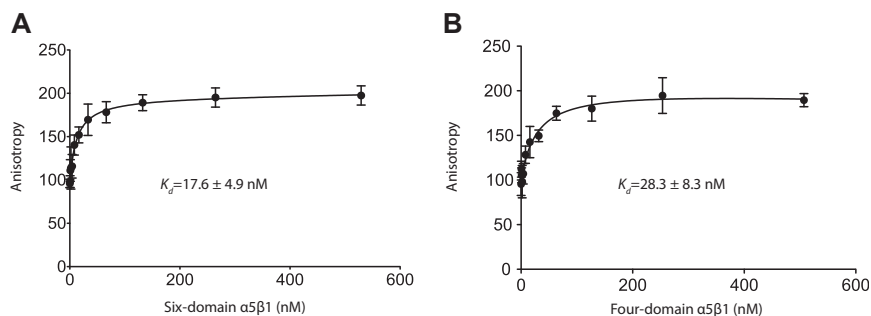 A
250
200
150
100
50
0
Anisotropy
K_d=17.6 ± 4.9 nM
0 200 400 600
Six-domain α5β1 (nM)
B
250
200
150
100
50
0
Anisotropy
K_d=28.3 ± 8.3 nM
0 200 400 600
Four-domain α5β1 (nM)